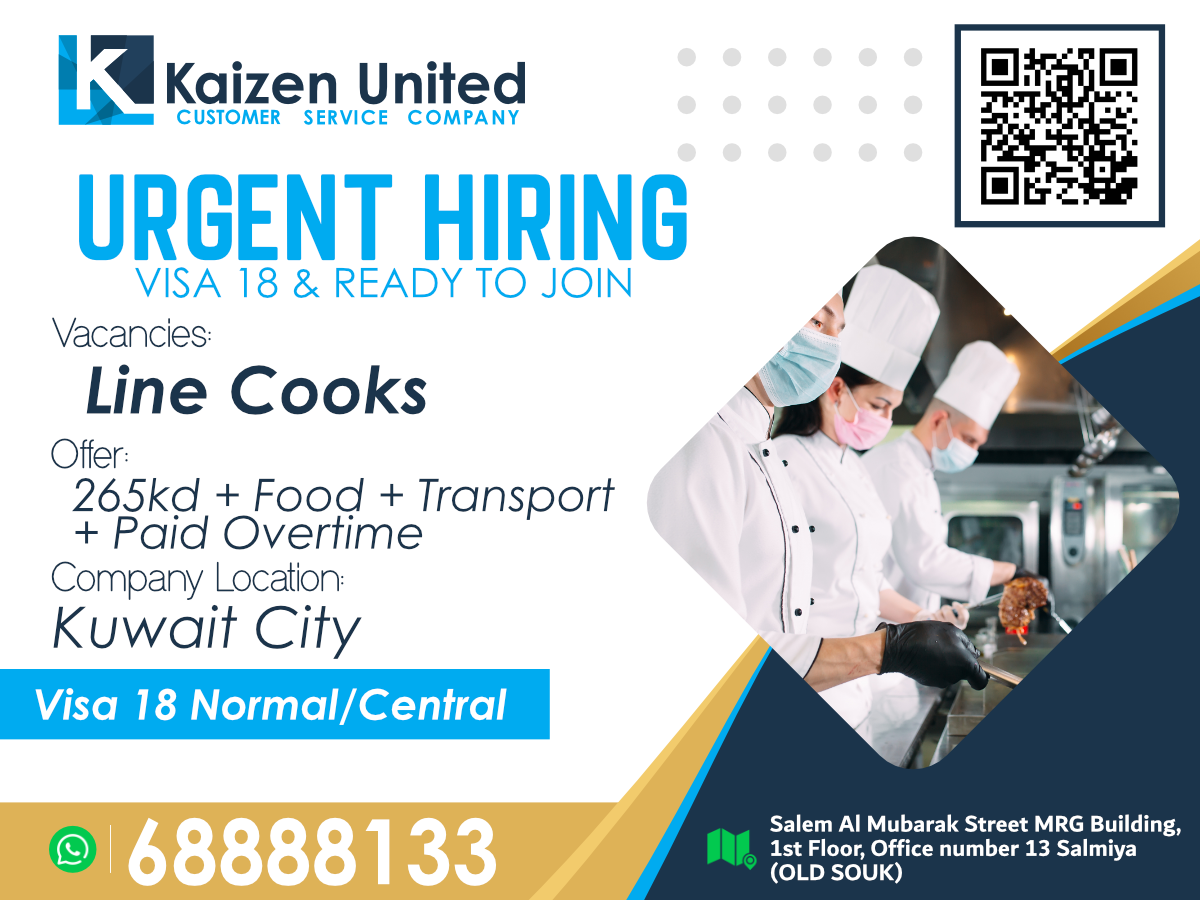 K
Kaizen United
CUSTOMER SERVICE COMPANY
URGENT HIRING
VISA 18 & READY TO JOIN
Vacancies:
Line Cooks
Offer:
265kd + Food + Transport
+ Paid Overtime
Company Location:
Kuwait City
Visa 18 Normal/Central
68888133
Salem Al Mubarak Street MRG Building,
1st Floor, Office number 13 Salmiya
(OLD SOUK)